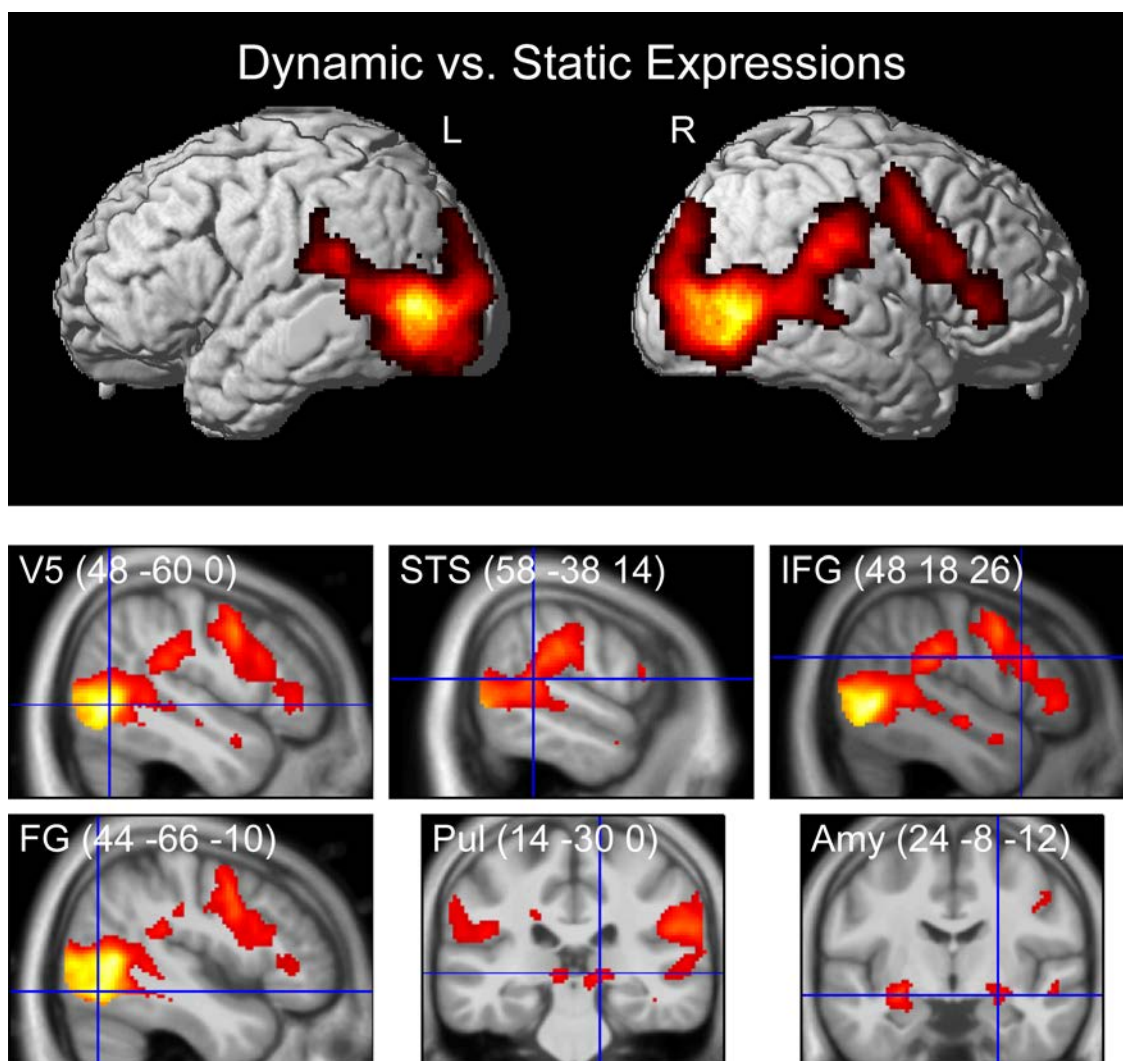 Dynamic vs. Static Expressions
L
R
V5 (48 -60 0)
STS (58 -38 14)
IFG (48 18 26)
FG (44 -66 -10)
Pul (14 -30 0)
Amy (24 -8 -12)